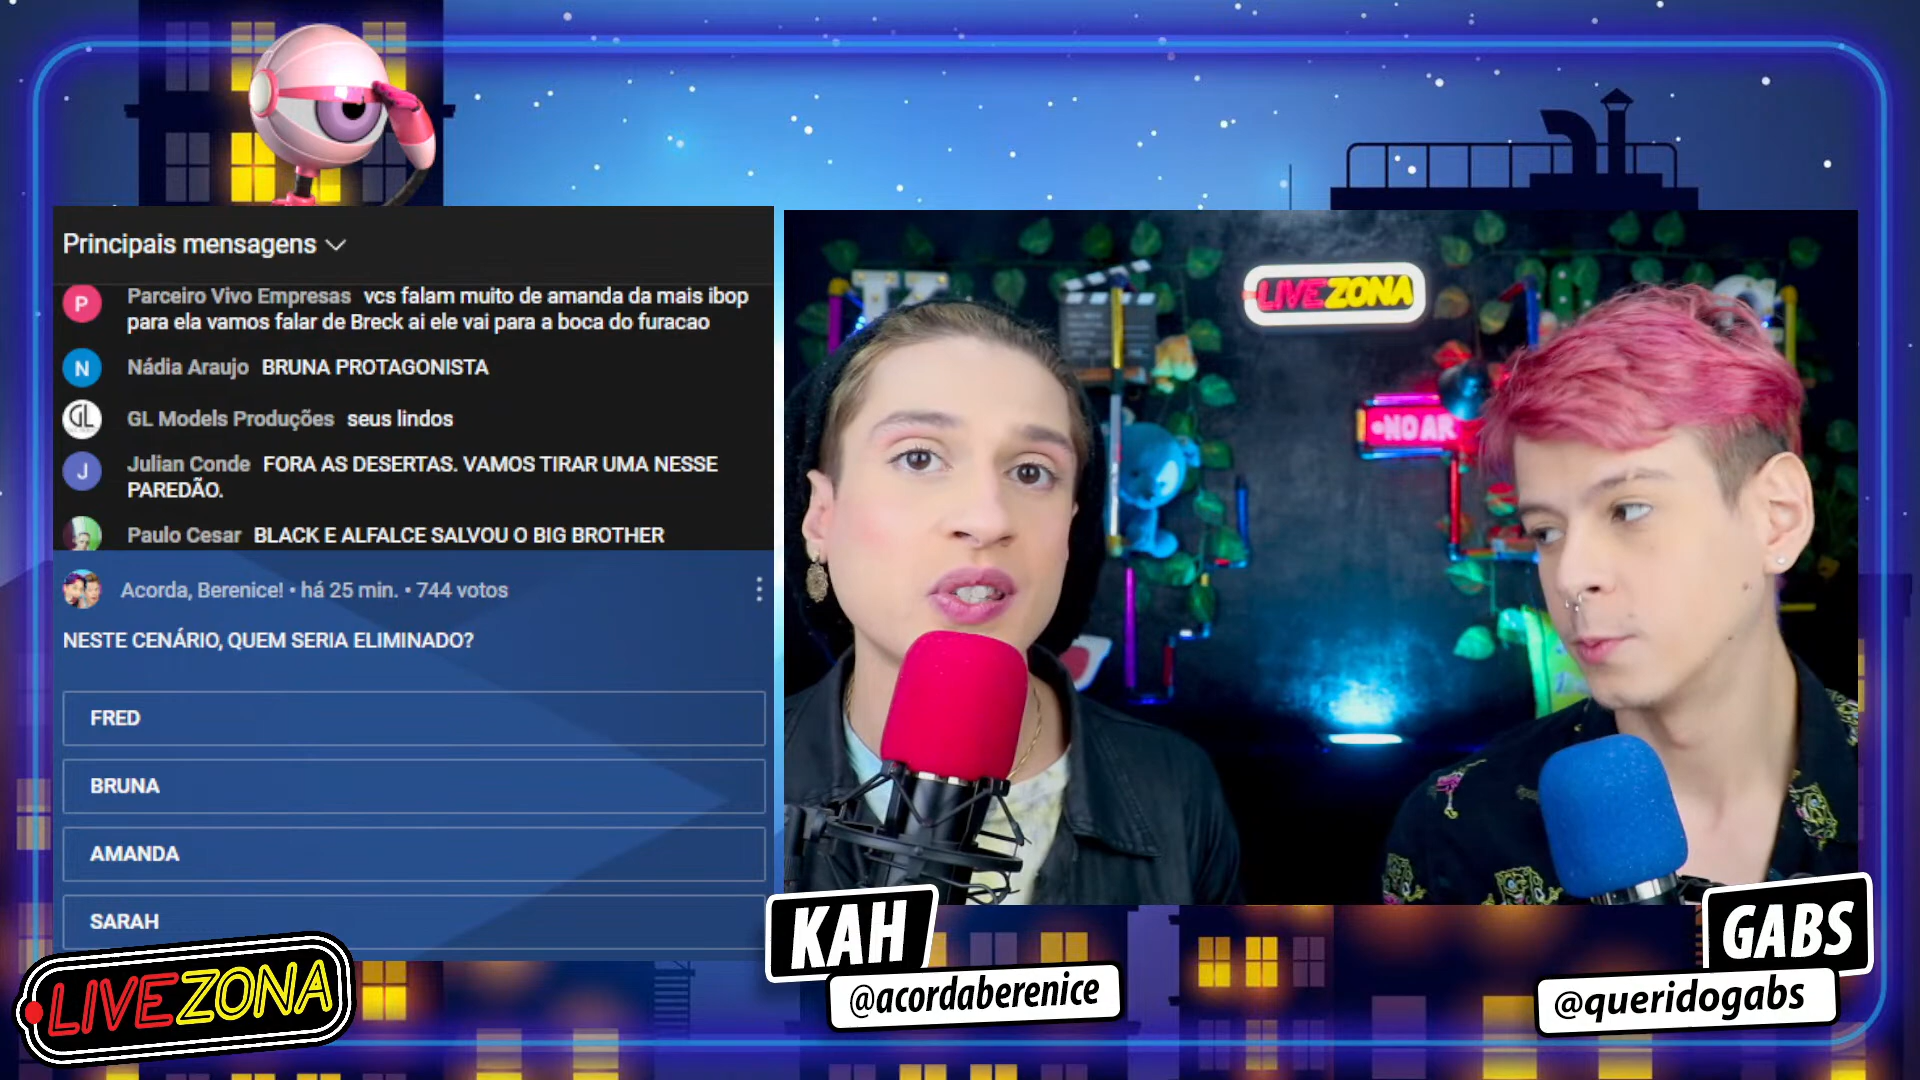 Principais mensagens
P
Parceiro Vivo Empresas vcs falam muito de amanda da mais ibop
para ela vamos falar de Breck ai ele vai para a boca do furacao
N
Nádia Araujo BRUNA PROTAGONISTA
GL
GL Models Produções seus lindos
J
Julian Conde FORA AS DESERTAS. VAMOS TIRAR UMA NESSE
PAREDÃO.
Paulo Cesar BLACK E ALFALCE SALVOU O BIG BROTHER
Acorda, Berenice! • há 25 min. • 744 votos
NESTE CENÁRIO, QUEM SERIA ELIMINADO?
FRED
BRUNA
AMANDA
SARAH
LIVEZONA
LIVEZONA
NO AR
KAH
@acordaberenice
GABS
@queridogabs